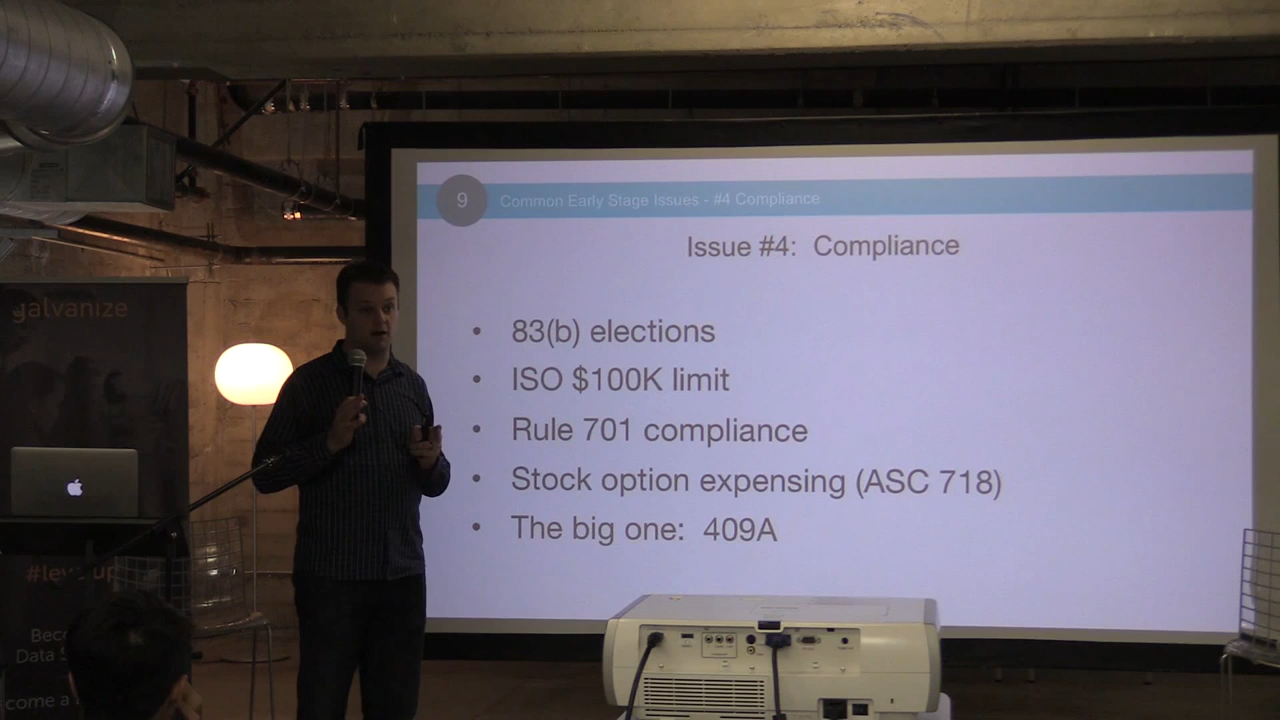 9
Common Early Stage Issues - #4 Compliance
Issue #4: Compliance
• 83(b) elections
• ISO $100K limit
• Rule 701 compliance
• Stock option expensing (ASC 718)
• The big one: 409A
galvanize
Data
come a